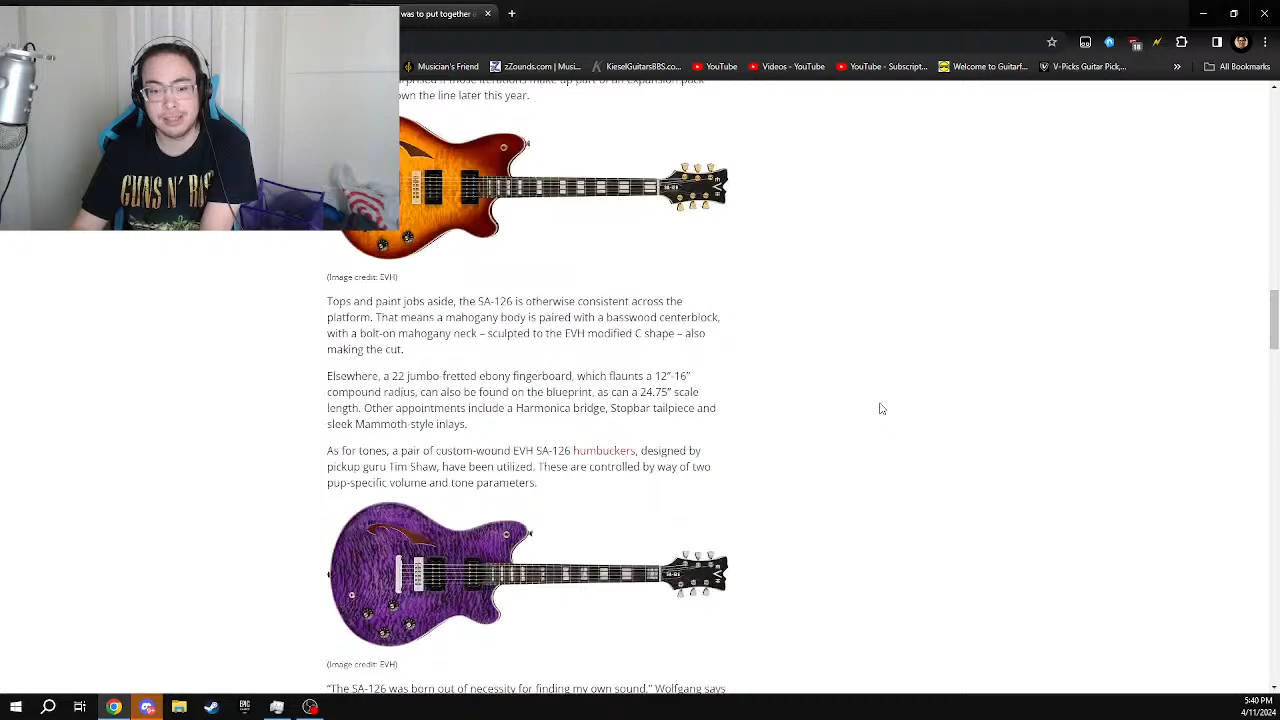 was to put together
Musician's Friend
zZounds.com | Musi...
KieselGuitarsBBS.co...
YouTube
Videos - YouTube
YouTube - Subscript...
Welcome to Guitarf...
V-Picks Guitar Pick,...
»
All Bookmarks
18
own the line later this year.
GUNS N' RO
(Image credit: EVH)
Tops and paint jobs aside, the SA-126 is otherwise consistent across the
platform. That means a mahogany body is paired with a basswood centerblock,
with a bolt-on mahogany neck – sculpted to the EVH modified C shape – also
making the cut.
Elsewhere, a 22 jumbo-fretted ebony fingerboard, which flaunts a 12”-16”
compound radius, can also be found on the blueprint, as can a 24.75” scale
length. Other appointments include a Harmonica bridge, Stopbar tailpiece and
sleek Mammoth-style inlays.
As for tones, a pair of custom-wound EVH SA-126 humbuckers, designed by
pickup guru Tim Shaw, have been utilized. These are controlled by way of two
pup-specific volume and tone parameters.
(Image credit: EVH)
“The SA-126 was born out of necessity for finding my own sound,” Wolfgang says
EPIC
5:40 PM
4/11/2024